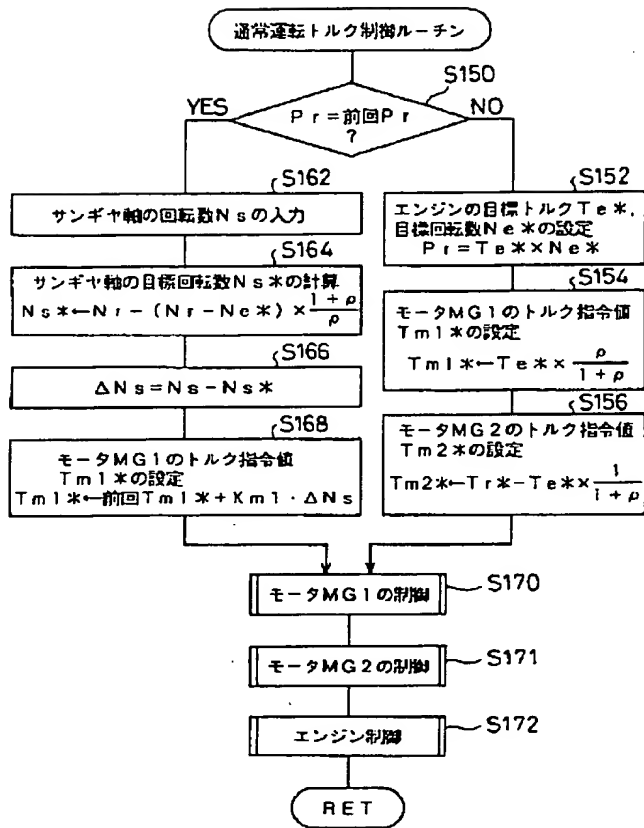 通常運転トルク制御ルーチン
S150
YES
Pr=前回Pr
?
NO
S162
サンギヤ軸の回転数Nsの入力
S164
サンギヤ軸の目標回転数Ns*の計算
Ns*←Nr-(Nr-Ne*)×(1+ρ)/ρ
S166
ΔNs=Ns-Ns*
S168
モータMG1のトルク指令値
Tm1*の設定
Tm1*←前回Tm1*+Km1・ΔNs
S152
エンジンの目標トルクTe*,
目標回転数Ne*の設定
Pr=Te*×Ne*
S154
モータMG1のトルク指令値
Tm1*の設定
Tm1*←Te*×ρ/(1+ρ)
S156
モータMG2のトルク指令値
Tm2*の設定
Tm2*←Tr*-Te*×1/(1+ρ)
モータMG1の制御
S170
モータMG2の制御
S171
エンジン制御
S172
RET